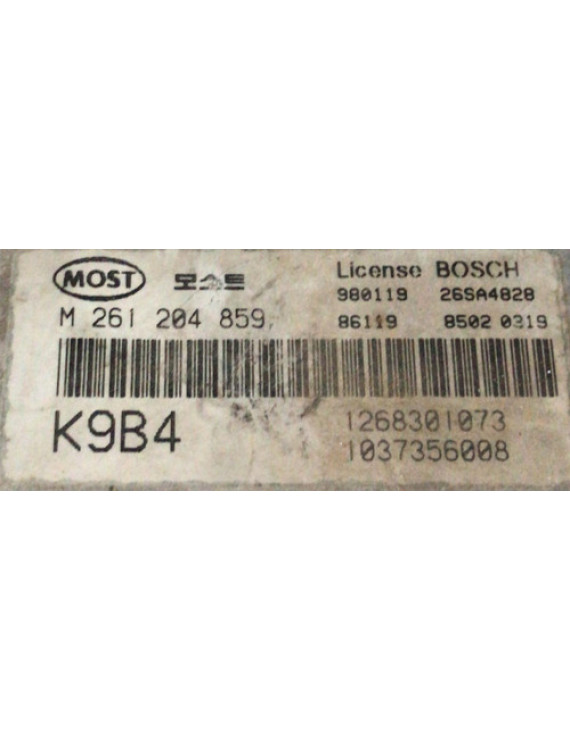 MOST 모스트 License BOSCH
980119 26SA4828
M 261 204 859 86119 8502 0319
K9B4 1268301073
1037356008